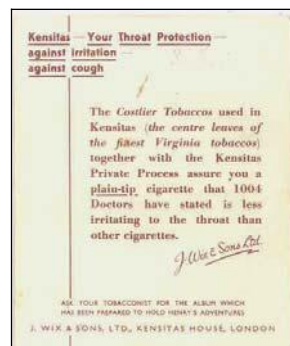 Kensitas — Your Throat Protection —
against irritation —
against cough
The Costlier Tobaccos used in
Kensitas (the centre leaves of
the finest Virginia tobaccos)
together with the Kensitas
Private Process assure you a
plain-tip cigarette that 1004
Doctors have stated is less
irritating to the throat than
other cigarettes.
J. Wix & Sons Ltd.
ASK YOUR TOBACCONIST FOR THE ALBUM WHICH
HAS BEEN PREPARED TO HOLD HENRY'S ADVENTURES
J. WIX & SONS, LTD., KENSITAS HOUSE, LONDON